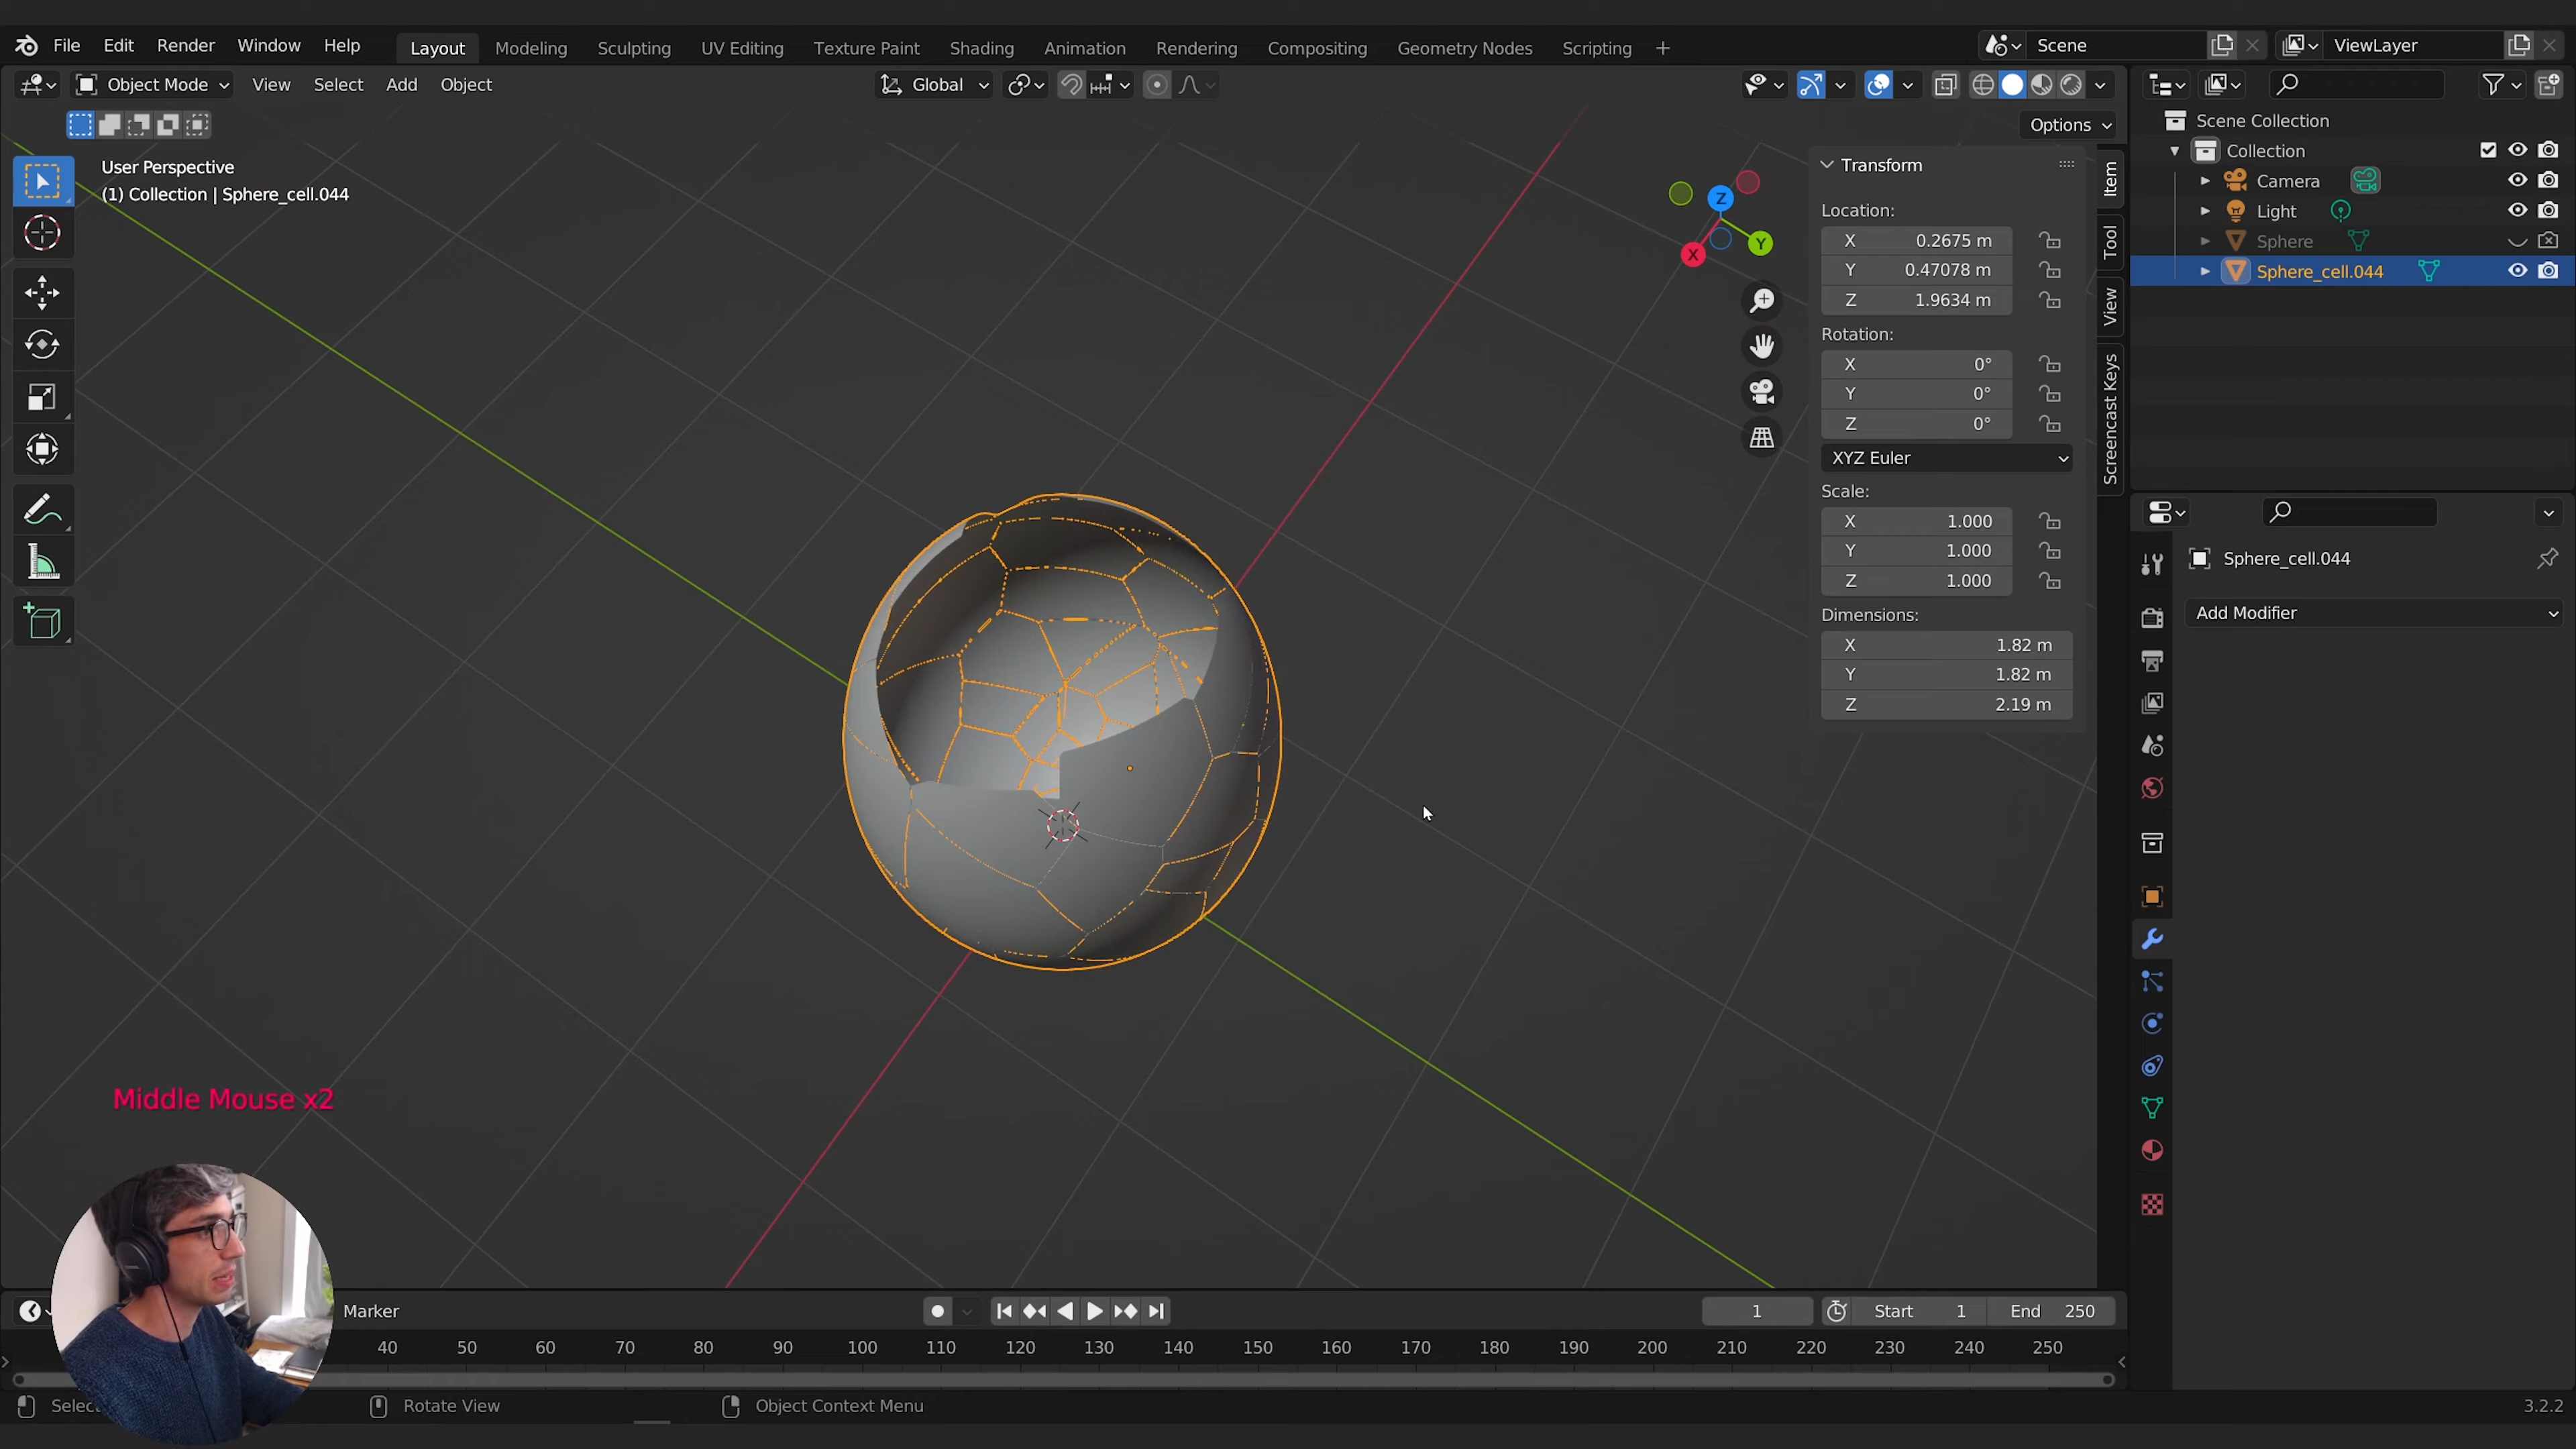 File Edit Render Window Help Layout Modeling Sculpting UV Editing Texture Paint Shading Animation Rendering Compositing Geometry Nodes Scripting + Scene ViewLayer
Object Mode View Select Add Object Global
Options
User Perspective
(1) Collection | Sphere_cell.044
Z
Y
X
Transform
Location:
X 0.2675 m
Y 0.47078 m
Z 1.9634 m
Rotation:
X 0°
Y 0°
Z 0°
XYZ Euler
Scale:
X 1.000
Y 1.000
Z 1.000
Dimensions:
X 1.82 m
Y 1.82 m
Z 2.19 m
Item
Tool
View
Screencast Keys
Scene Collection
Collection
Camera
Light
Sphere
Sphere_cell.044
Sphere_cell.044
Add Modifier
Middle Mouse x2
Marker 1 Start 1 End 250
40 50 60 70 80 90 100 110 120 130 140 150 160 170 180 190 200 210 220 230 240 250
Rotate View Object Context Menu 3.2.2